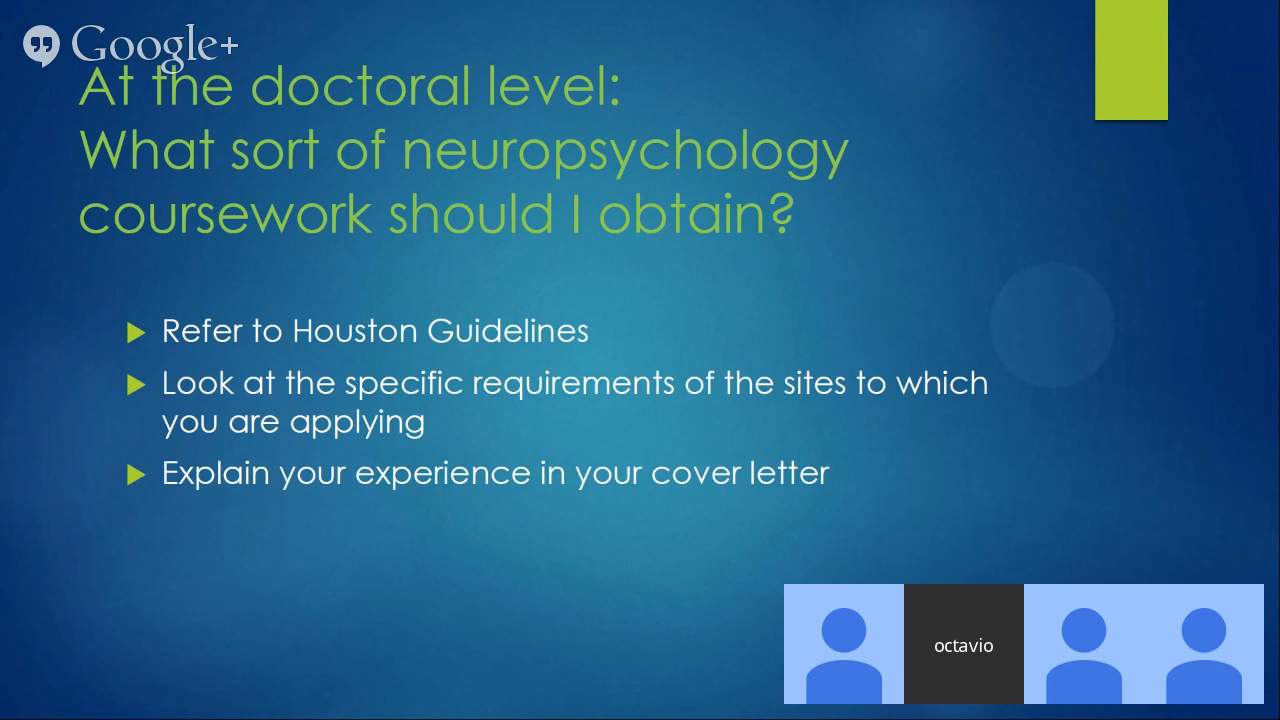 Google+
At the doctoral level:
What sort of neuropsychology
coursework should I obtain?
Refer to Houston Guidelines
Look at the specific requirements of the sites to which
you are applying
Explain your experience in your cover letter
octavio